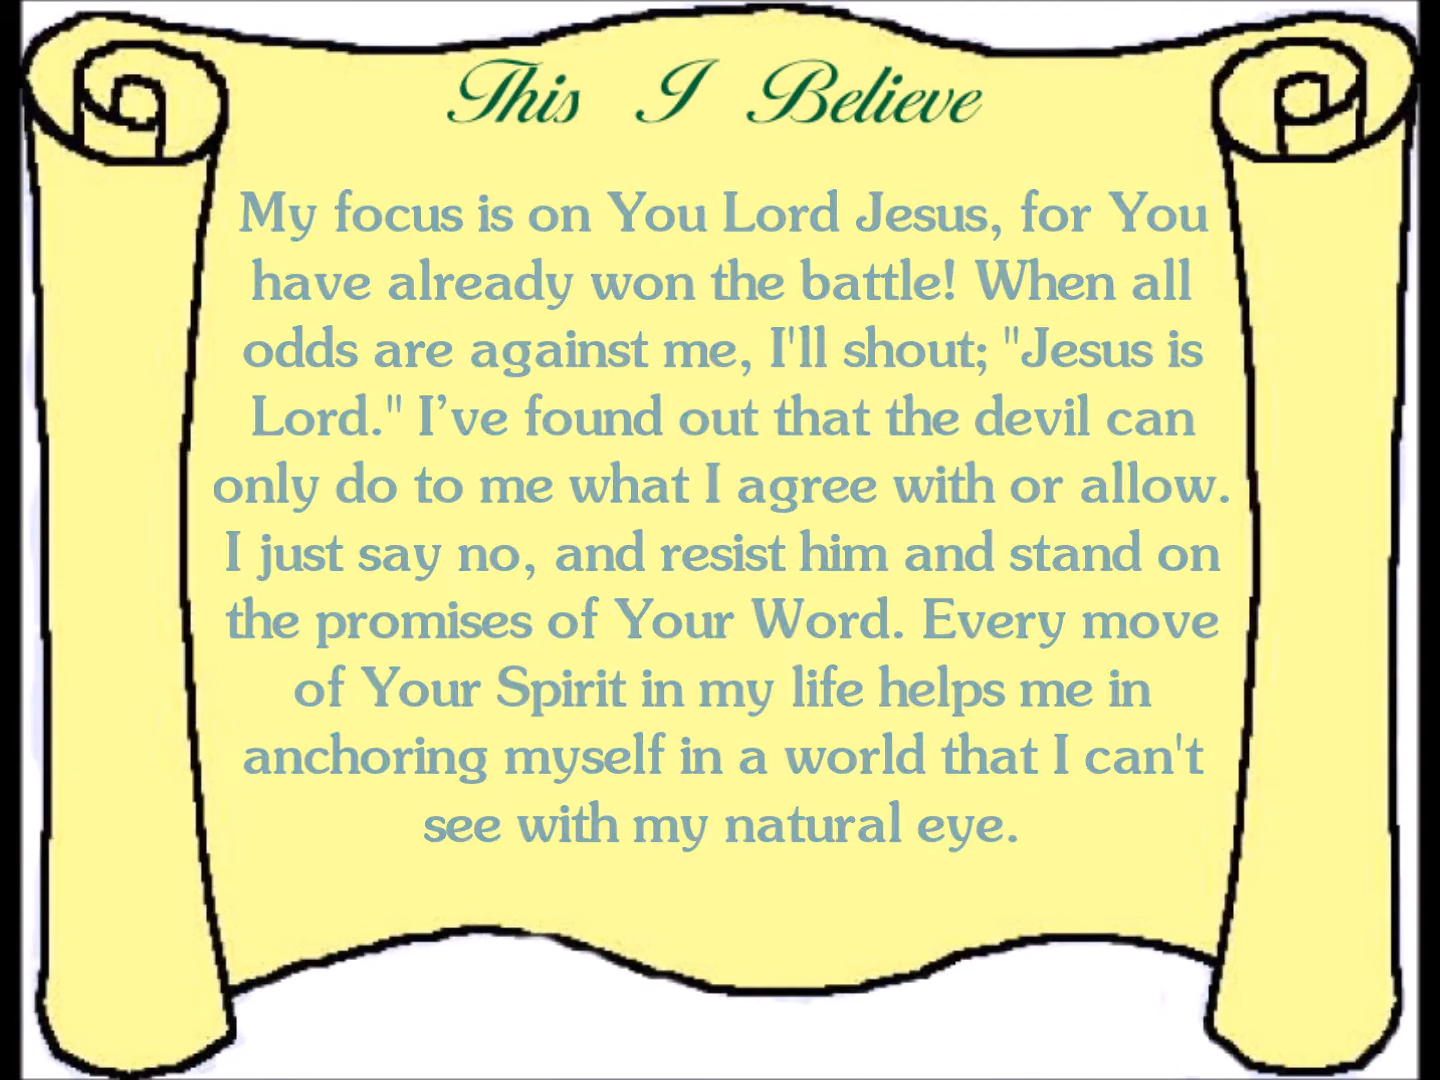 This I Believe
My focus is on You Lord Jesus, for You
have already won the battle! When all
odds are against me, I'll shout; "Jesus is
Lord." I’ve found out that the devil can
only do to me what I agree with or allow.
I just say no, and resist him and stand on
the promises of Your Word. Every move
of Your Spirit in my life helps me in
anchoring myself in a world that I can't
see with my natural eye.